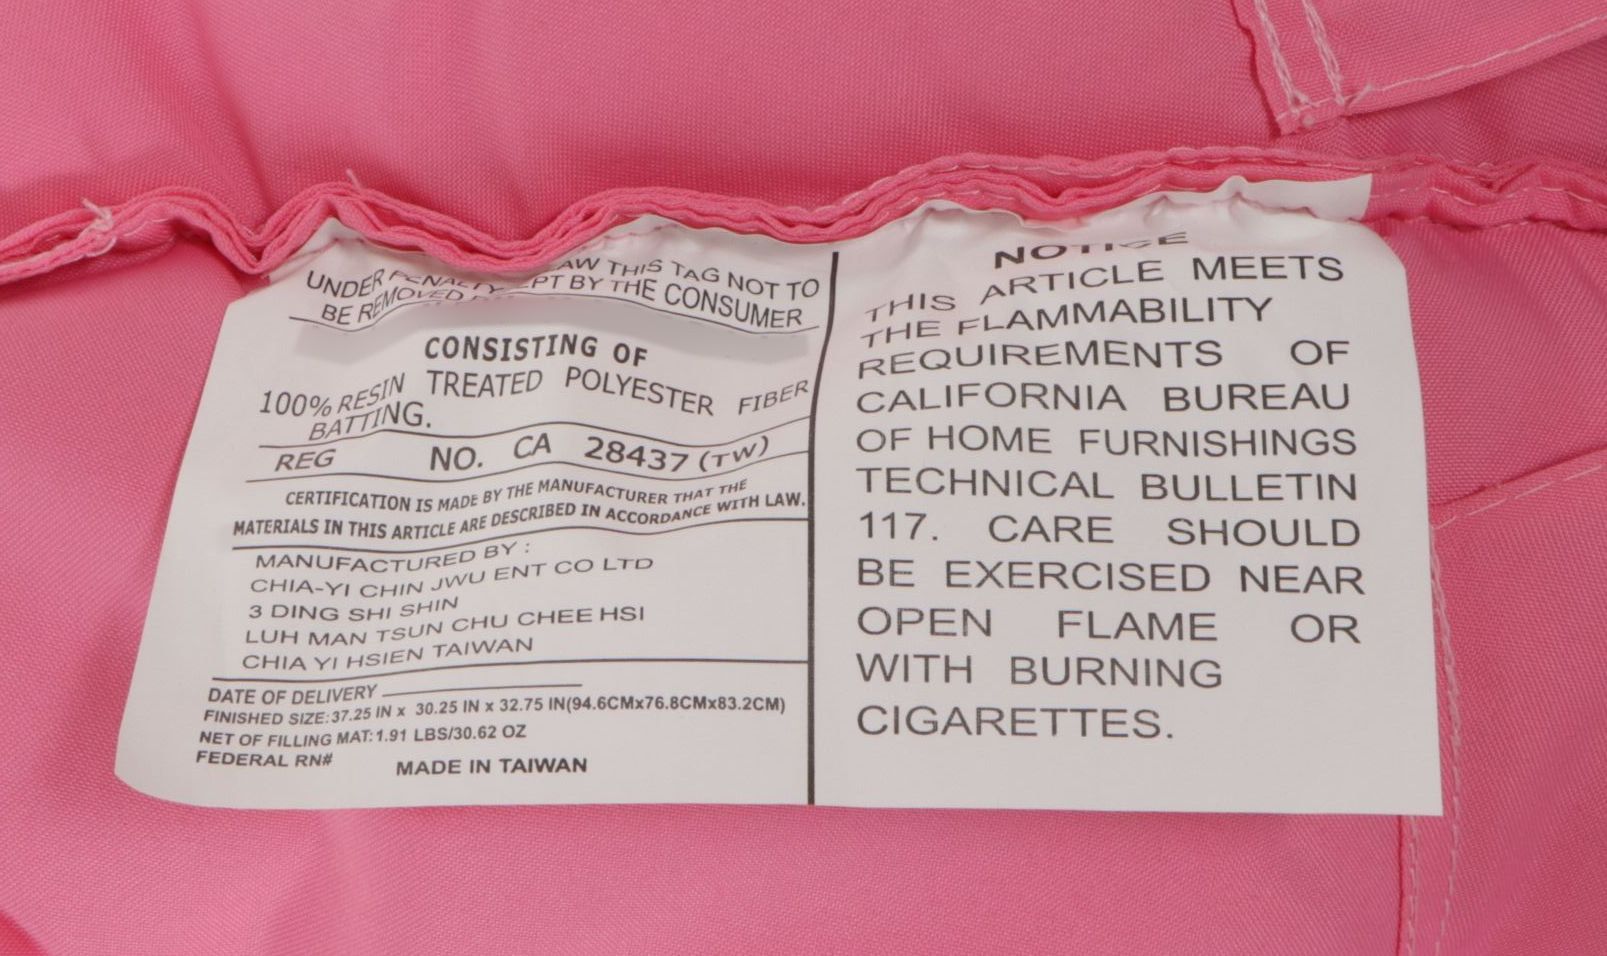 UNDER PENALTY LAW THIS TAG NOT TO
BE REMOVED EPT BY THE CONSUMER
CONSISTING OF
100% RESIN TREATED POLYESTER FIBER
BATTING.
REG NO. CA 28437 (TW)
CERTIFICATION IS MADE BY THE MANUFACTURER THAT THE
MATERIALS IN THIS ARTICLE ARE DESCRIBED IN ACCORDANCE WITH LAW.
MANUFACTURED BY :
CHIA-YI CHIN JWU ENT CO LTD
3 DING SHI SHIN
LUH MAN TSUN CHU CHEE HSI
CHIA YI HSIEN TAIWAN
DATE OF DELIVERY
FINISHED SIZE:37.25 IN x 30.25 IN x 32.75 IN(94.6CMx76.8CMx83.2CM)
NET OF FILLING MAT:1.91 LBS/30.62 OZ
FEDERAL RN#
MADE IN TAIWAN
NOTICE
THIS ARTICLE MEETS
THE FLAMMABILITY
REQUIREMENTS OF
CALIFORNIA BUREAU
OF HOME FURNISHINGS
TECHNICAL BULLETIN
117. CARE SHOULD
BE EXERCISED NEAR
OPEN FLAME OR
WITH BURNING
CIGARETTES.